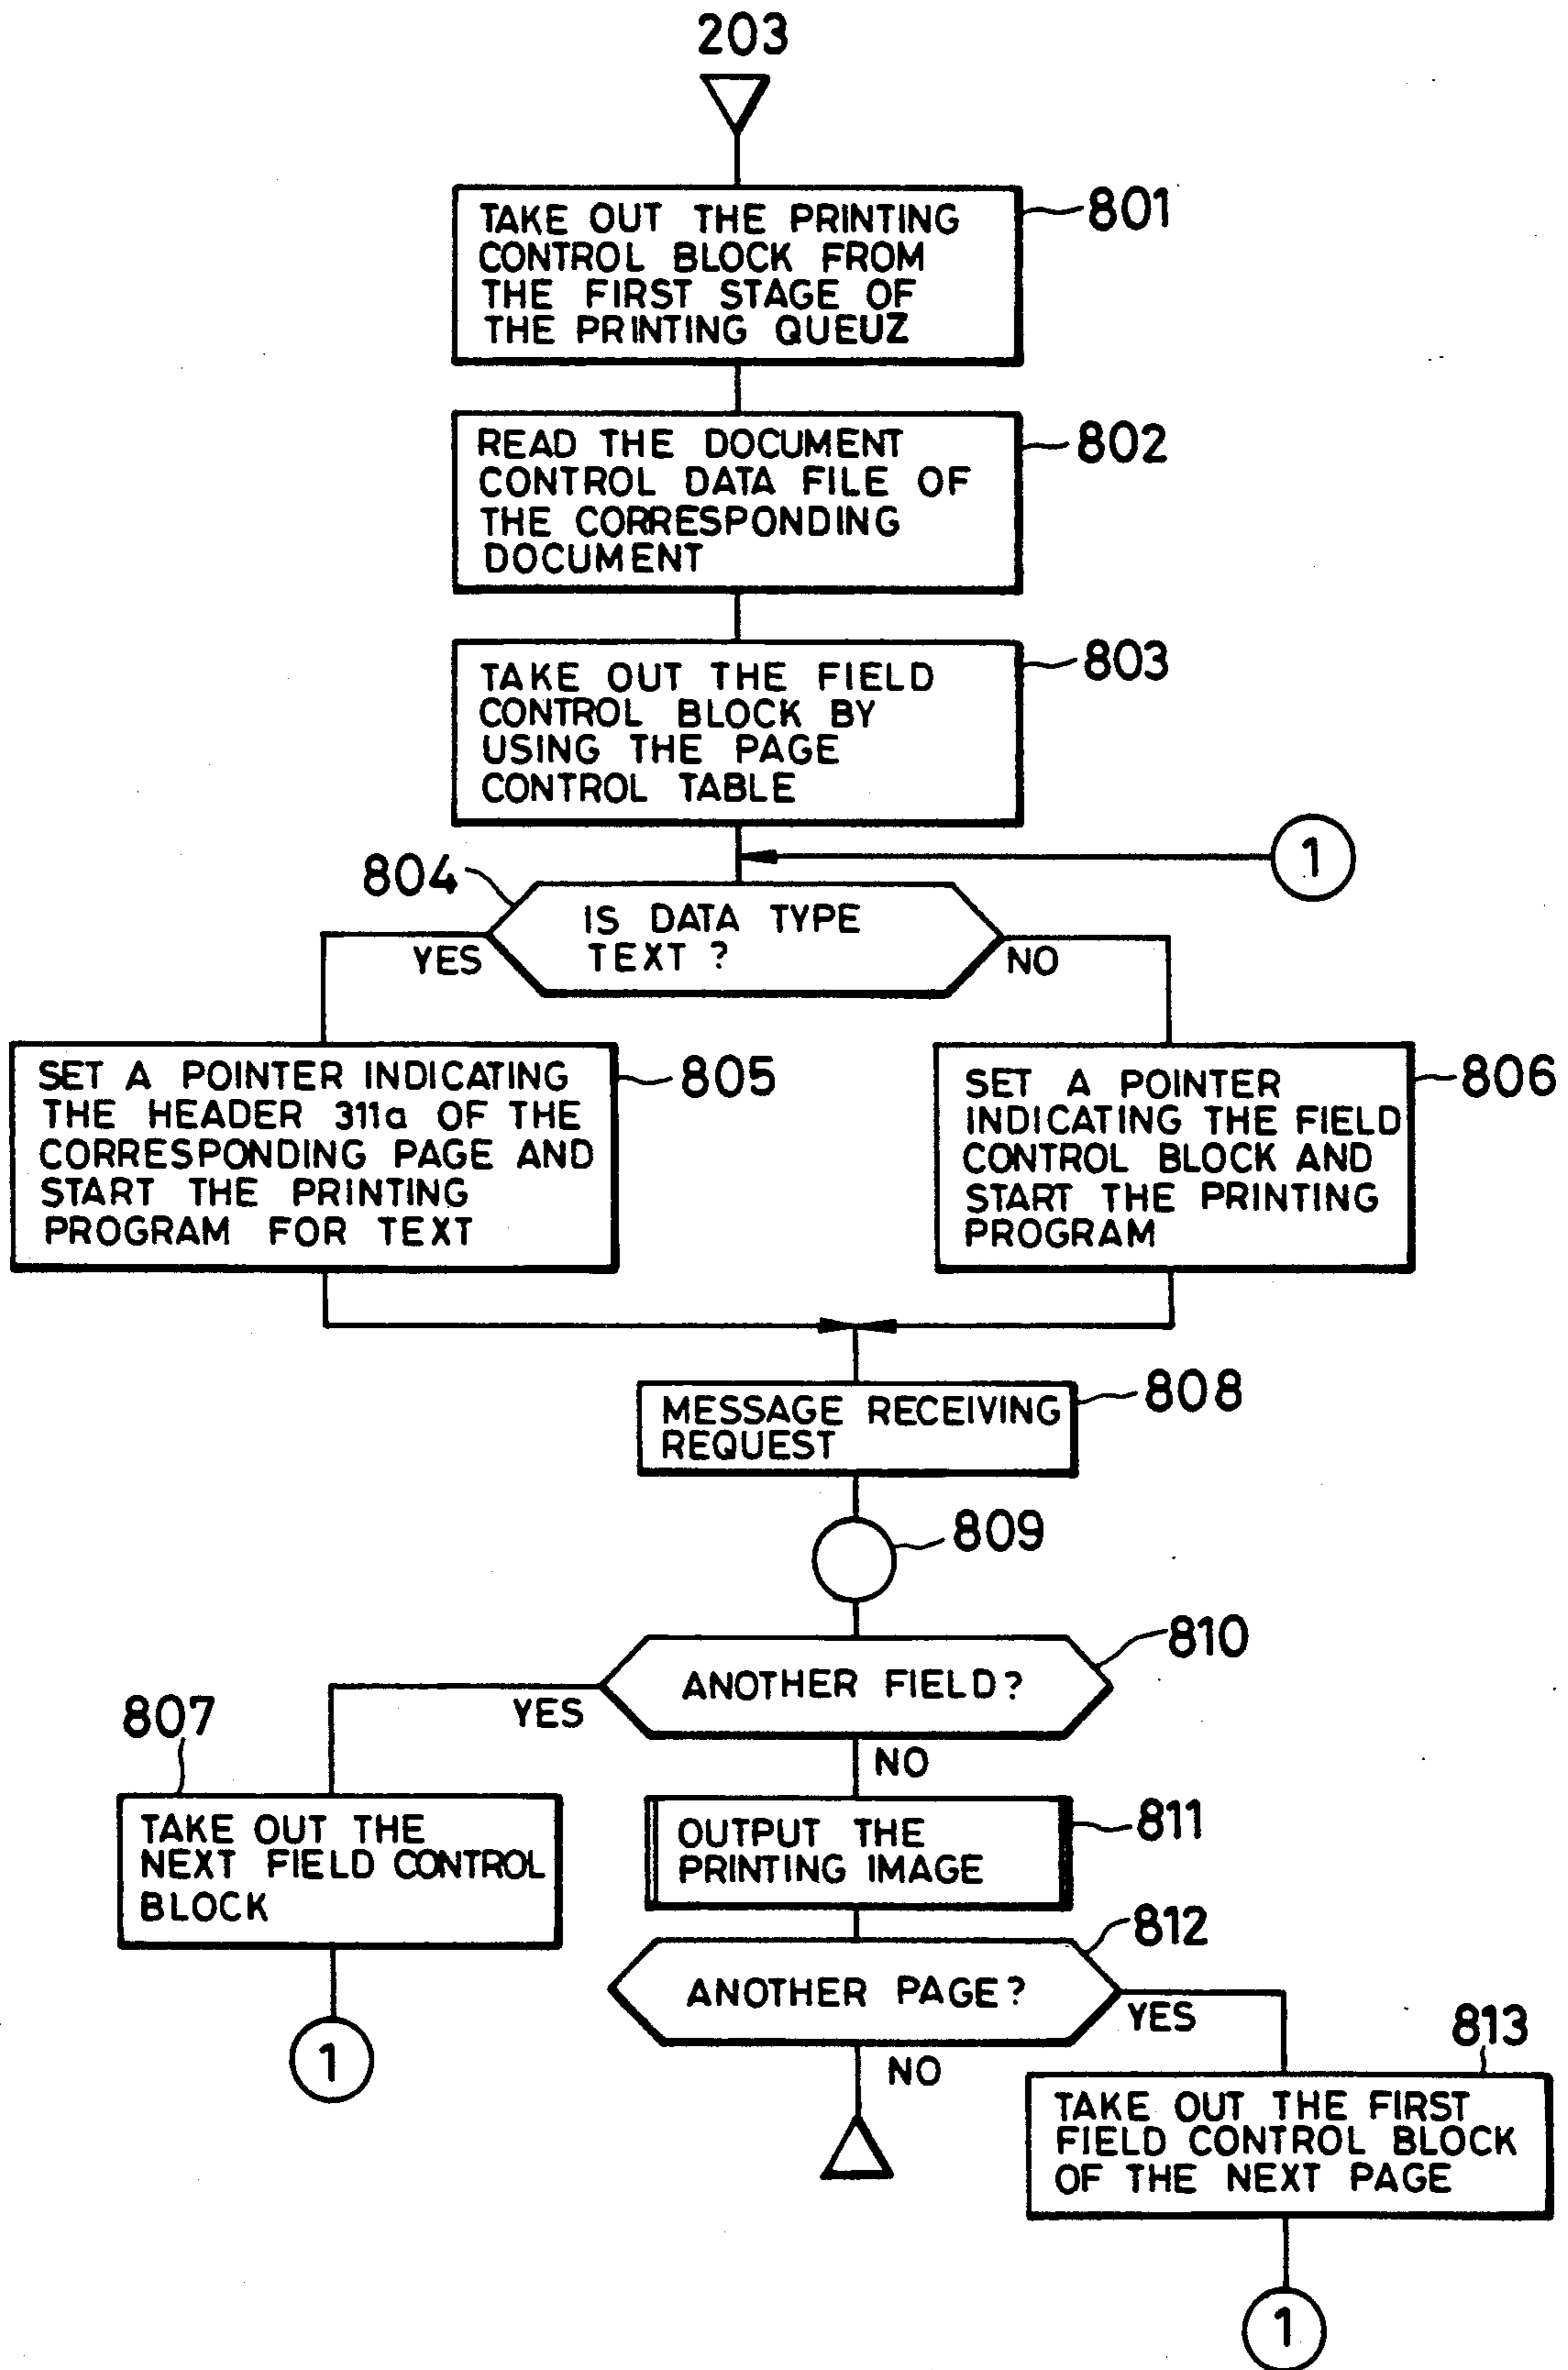 203
TAKE OUT THE PRINTING
CONTROL BLOCK FROM
THE FIRST STAGE OF
THE PRINTING QUEUZ
801
READ THE DOCUMENT
CONTROL DATA FILE OF
THE CORRESPONDING
DOCUMENT
802
TAKE OUT THE FIELD
CONTROL BLOCK BY
USING THE PAGE
CONTROL TABLE
803
1
804
IS DATA TYPE
TEXT ?
YES
NO
SET A POINTER INDICATING
THE HEADER 311a OF THE
CORRESPONDING PAGE AND
START THE PRINTING
PROGRAM FOR TEXT
805
SET A POINTER
INDICATING THE FIELD
CONTROL BLOCK AND
START THE PRINTING
PROGRAM
806
MESSAGE RECEIVING
REQUEST
808
809
810
ANOTHER FIELD?
YES
NO
807
TAKE OUT THE
NEXT FIELD CONTROL
BLOCK
1
OUTPUT THE
PRINTING IMAGE
811
812
ANOTHER PAGE?
YES
NO
813
TAKE OUT THE FIRST
FIELD CONTROL BLOCK
OF THE NEXT PAGE
1